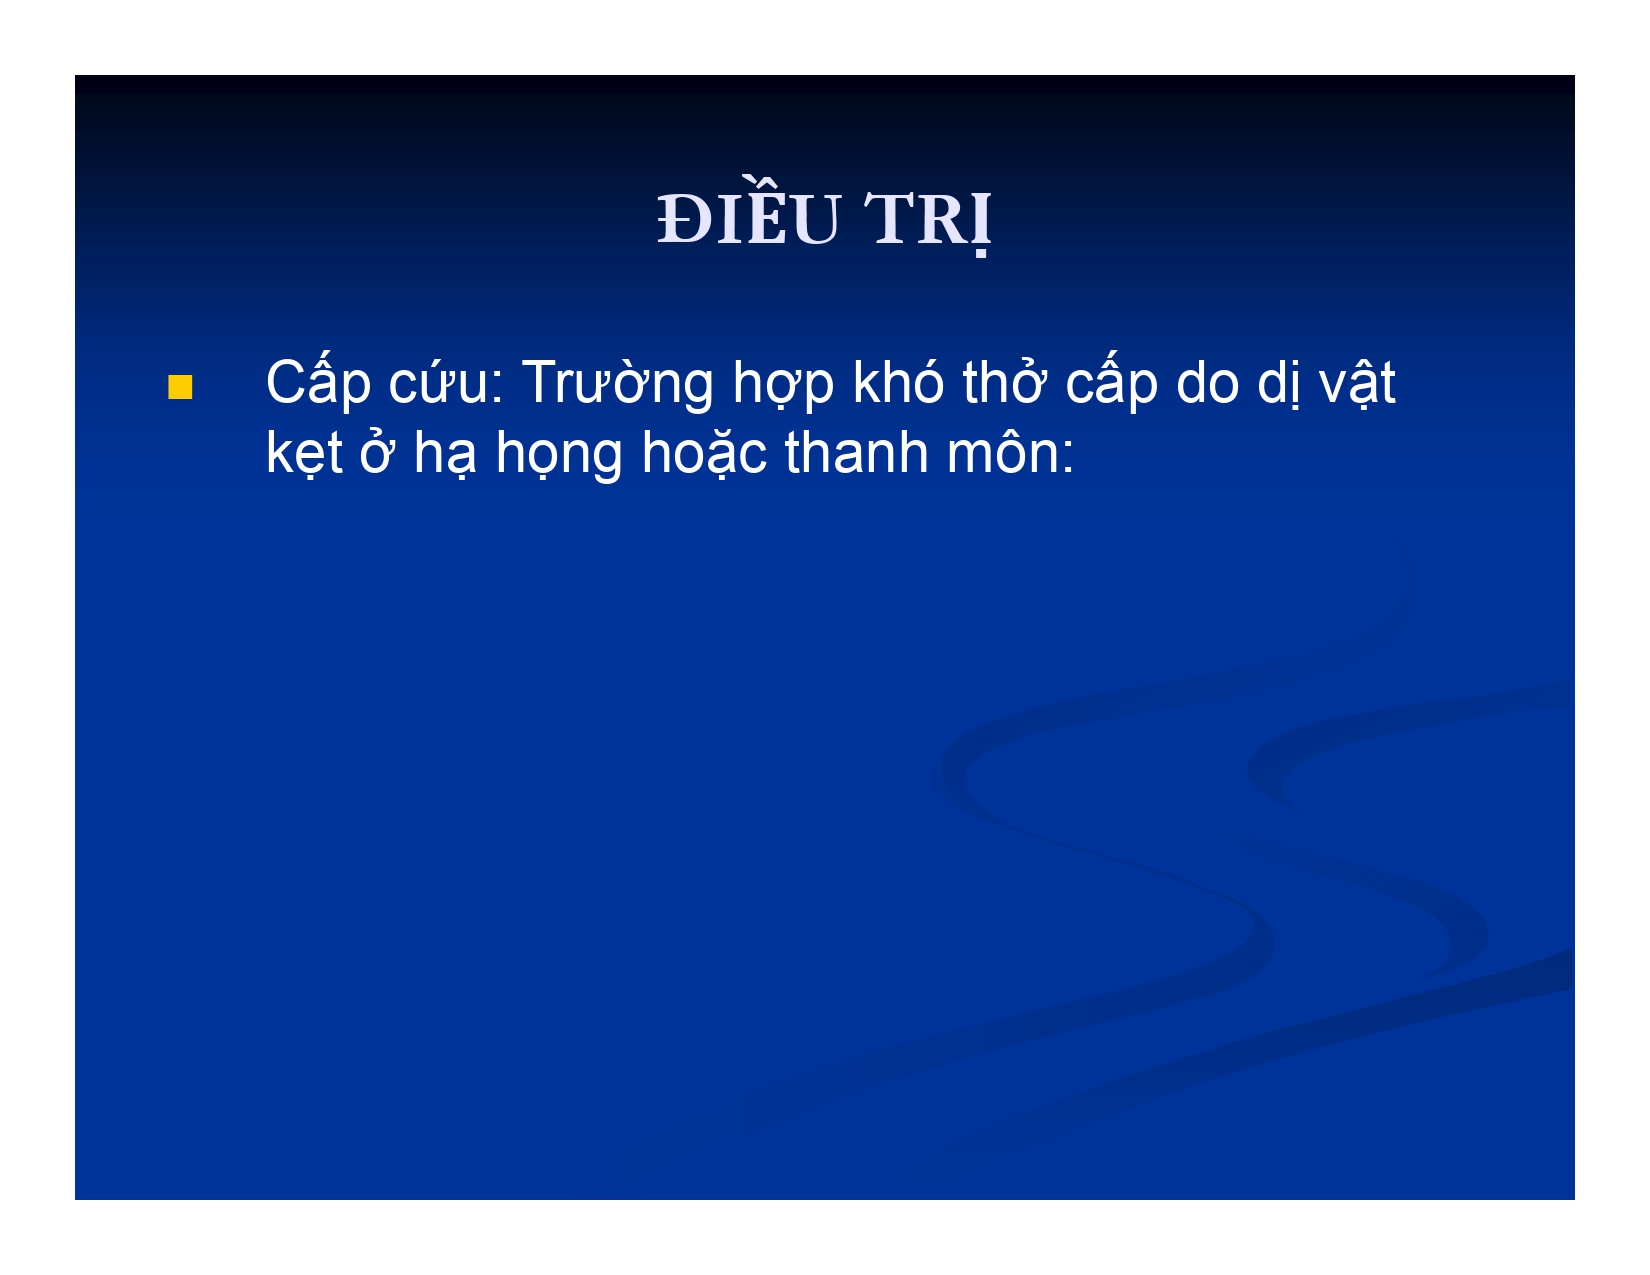 ĐIỀU TRỊ
Cấp cứu: Trường hợp khó thở cấp do dị vật
kẹt ở hạ họng hoặc thanh môn: